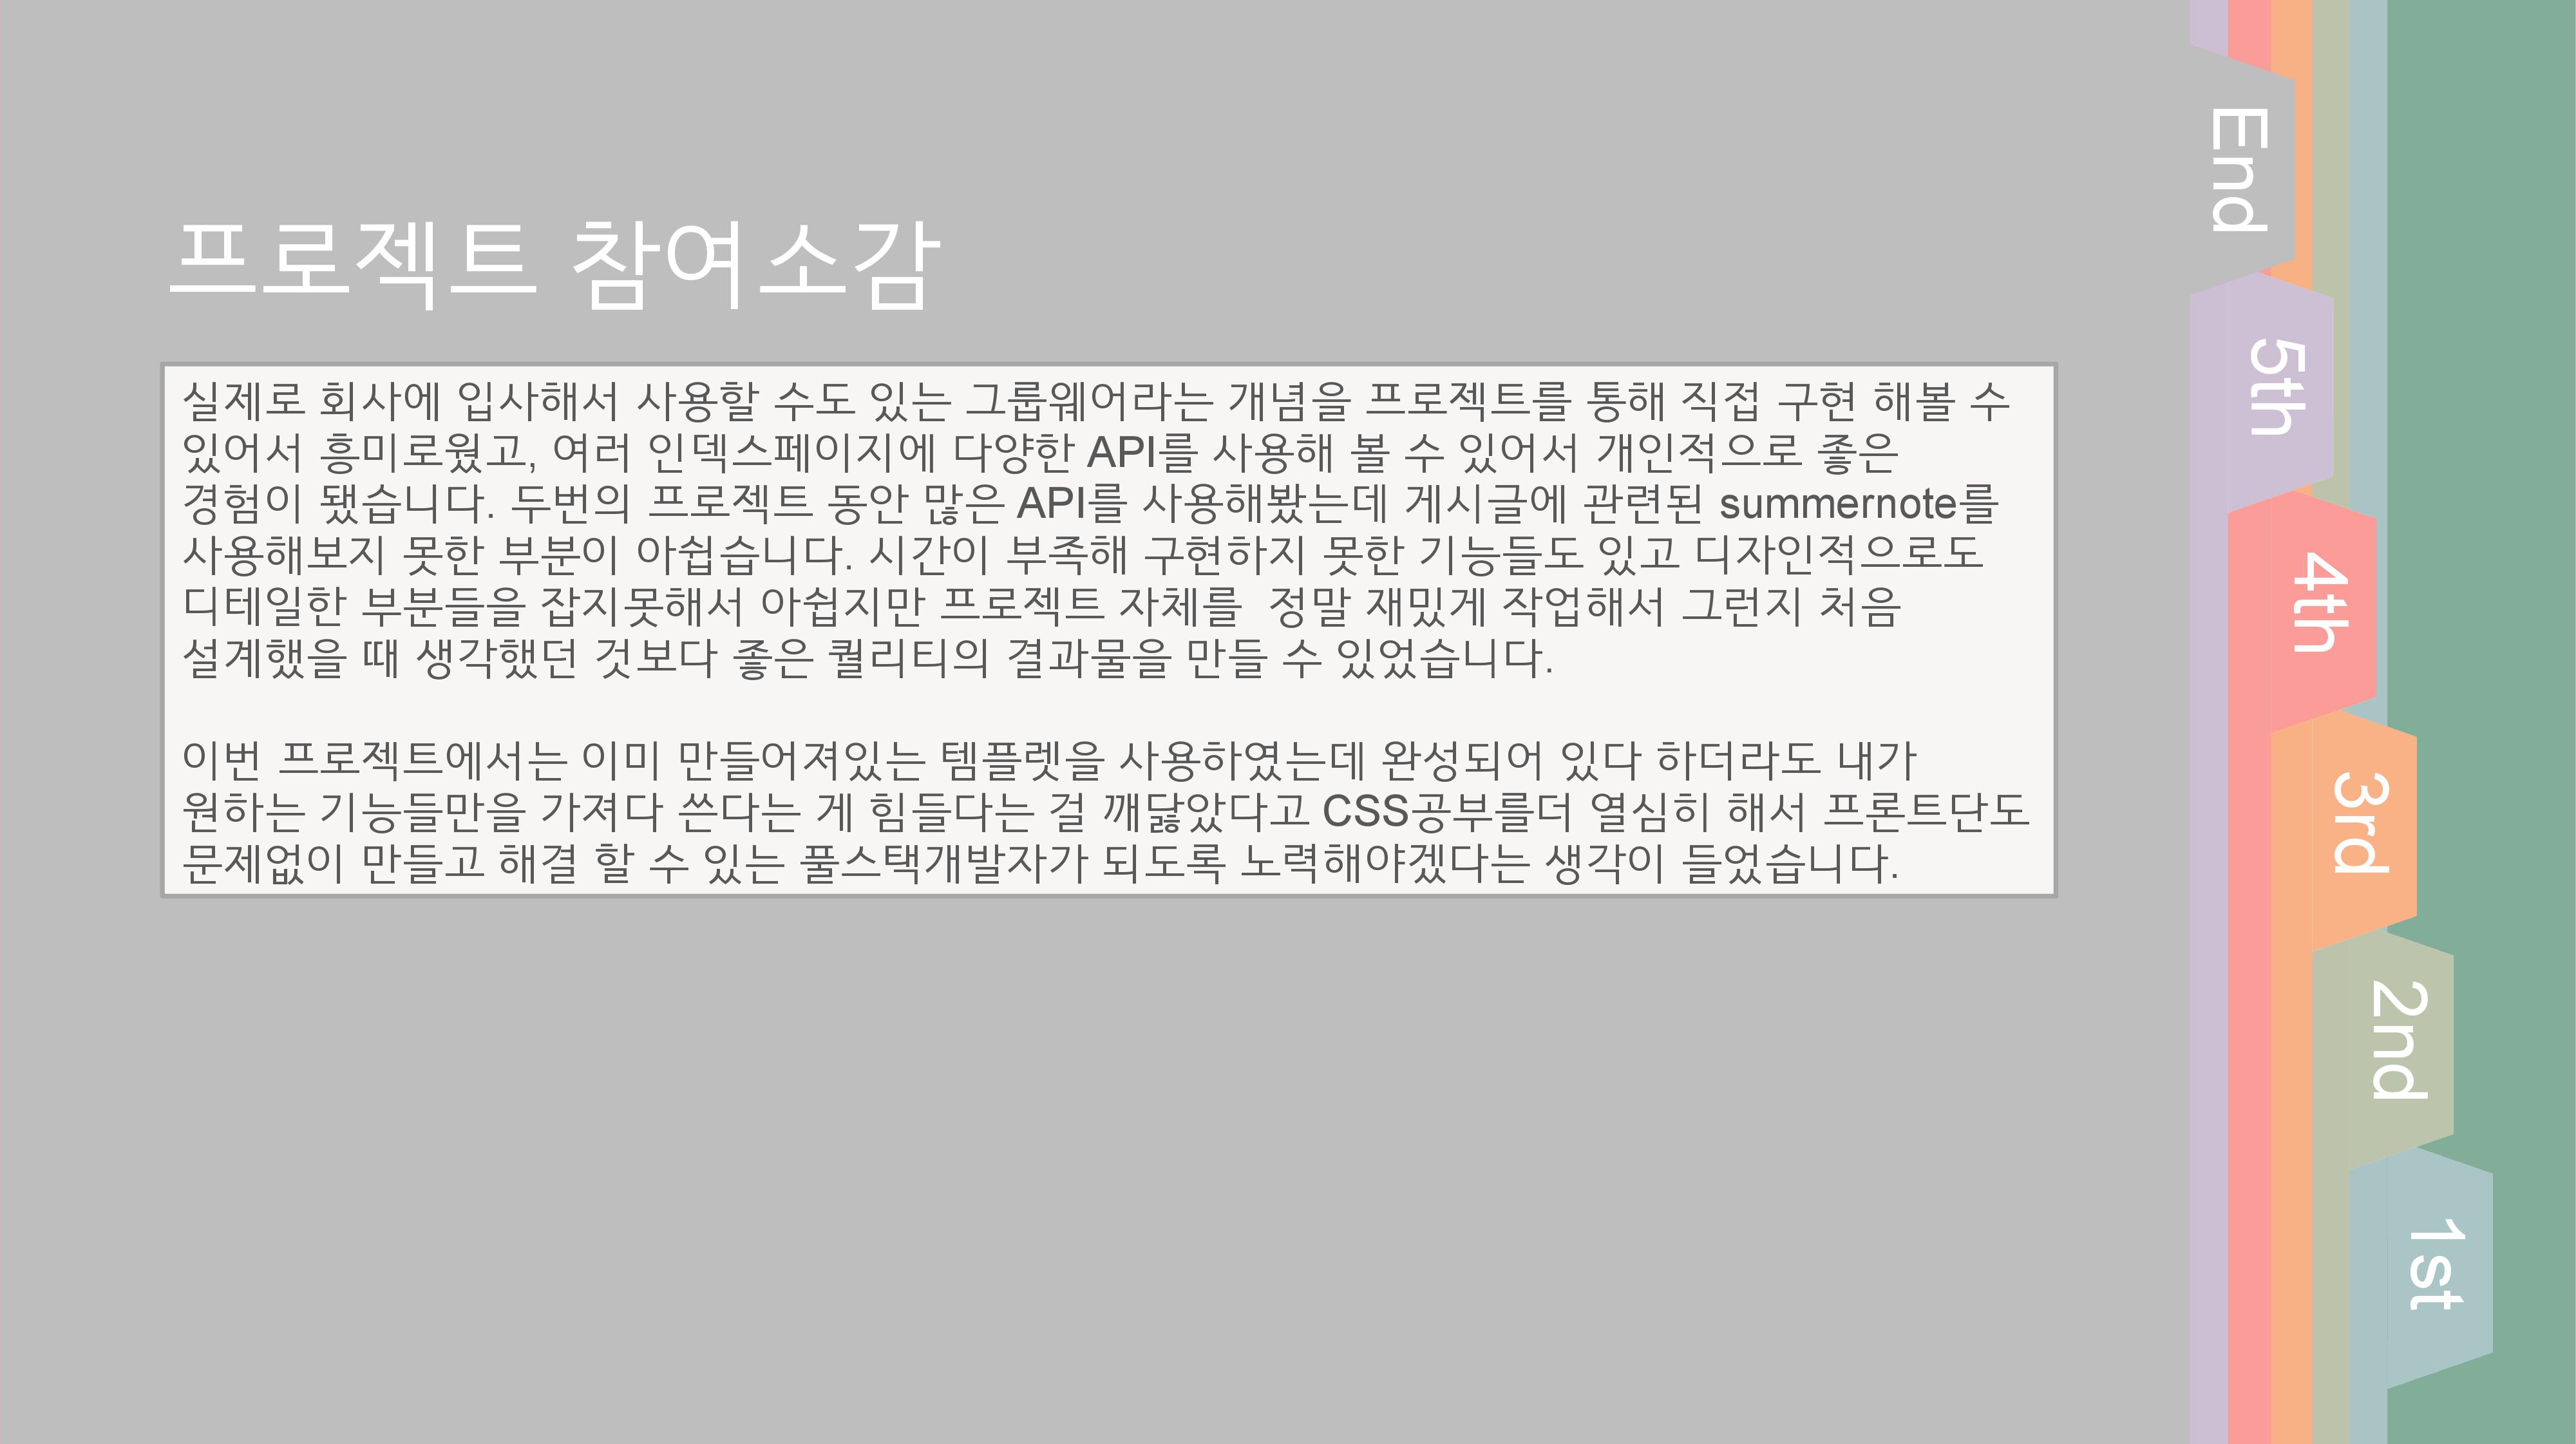 프로젝트 참여소감
실제로 회사에 입사해서 사용할 수도 있는 그룹웨어라는 개념을 프로젝트를 통해 직접 구현 해볼 수
있어서 흥미로웠고, 여러 인덱스페이지에 다양한 API를 사용해 볼 수 있어서 개인적으로 좋은
경험이 됐습니다. 두번의 프로젝트 동안 많은 API를 사용해봤는데 게시글에 관련된 summernote를
사용해보지 못한 부분이 아쉽습니다. 시간이 부족해 구현하지 못한 기능들도 있고 디자인적으로도
디테일한 부분들을 잡지못해서 아쉽지만 프로젝트 자체를  정말 재밌게 작업해서 그런지 처음
설계했을 때 생각했던 것보다 좋은 퀄리티의 결과물을 만들 수 있었습니다.
이번 프로젝트에서는 이미 만들어져있는 템플렛을 사용하였는데 완성되어 있다 하더라도 내가
원하는 기능들만을 가져다 쓴다는 게 힘들다는 걸 깨닳았다고 CSS공부를더 열심히 해서 프론트단도
문제없이 만들고 해결 할 수 있는 풀스택개발자가 되도록 노력해야겠다는 생각이 들었습니다.
End
5th
4th
3rd
2nd
1st